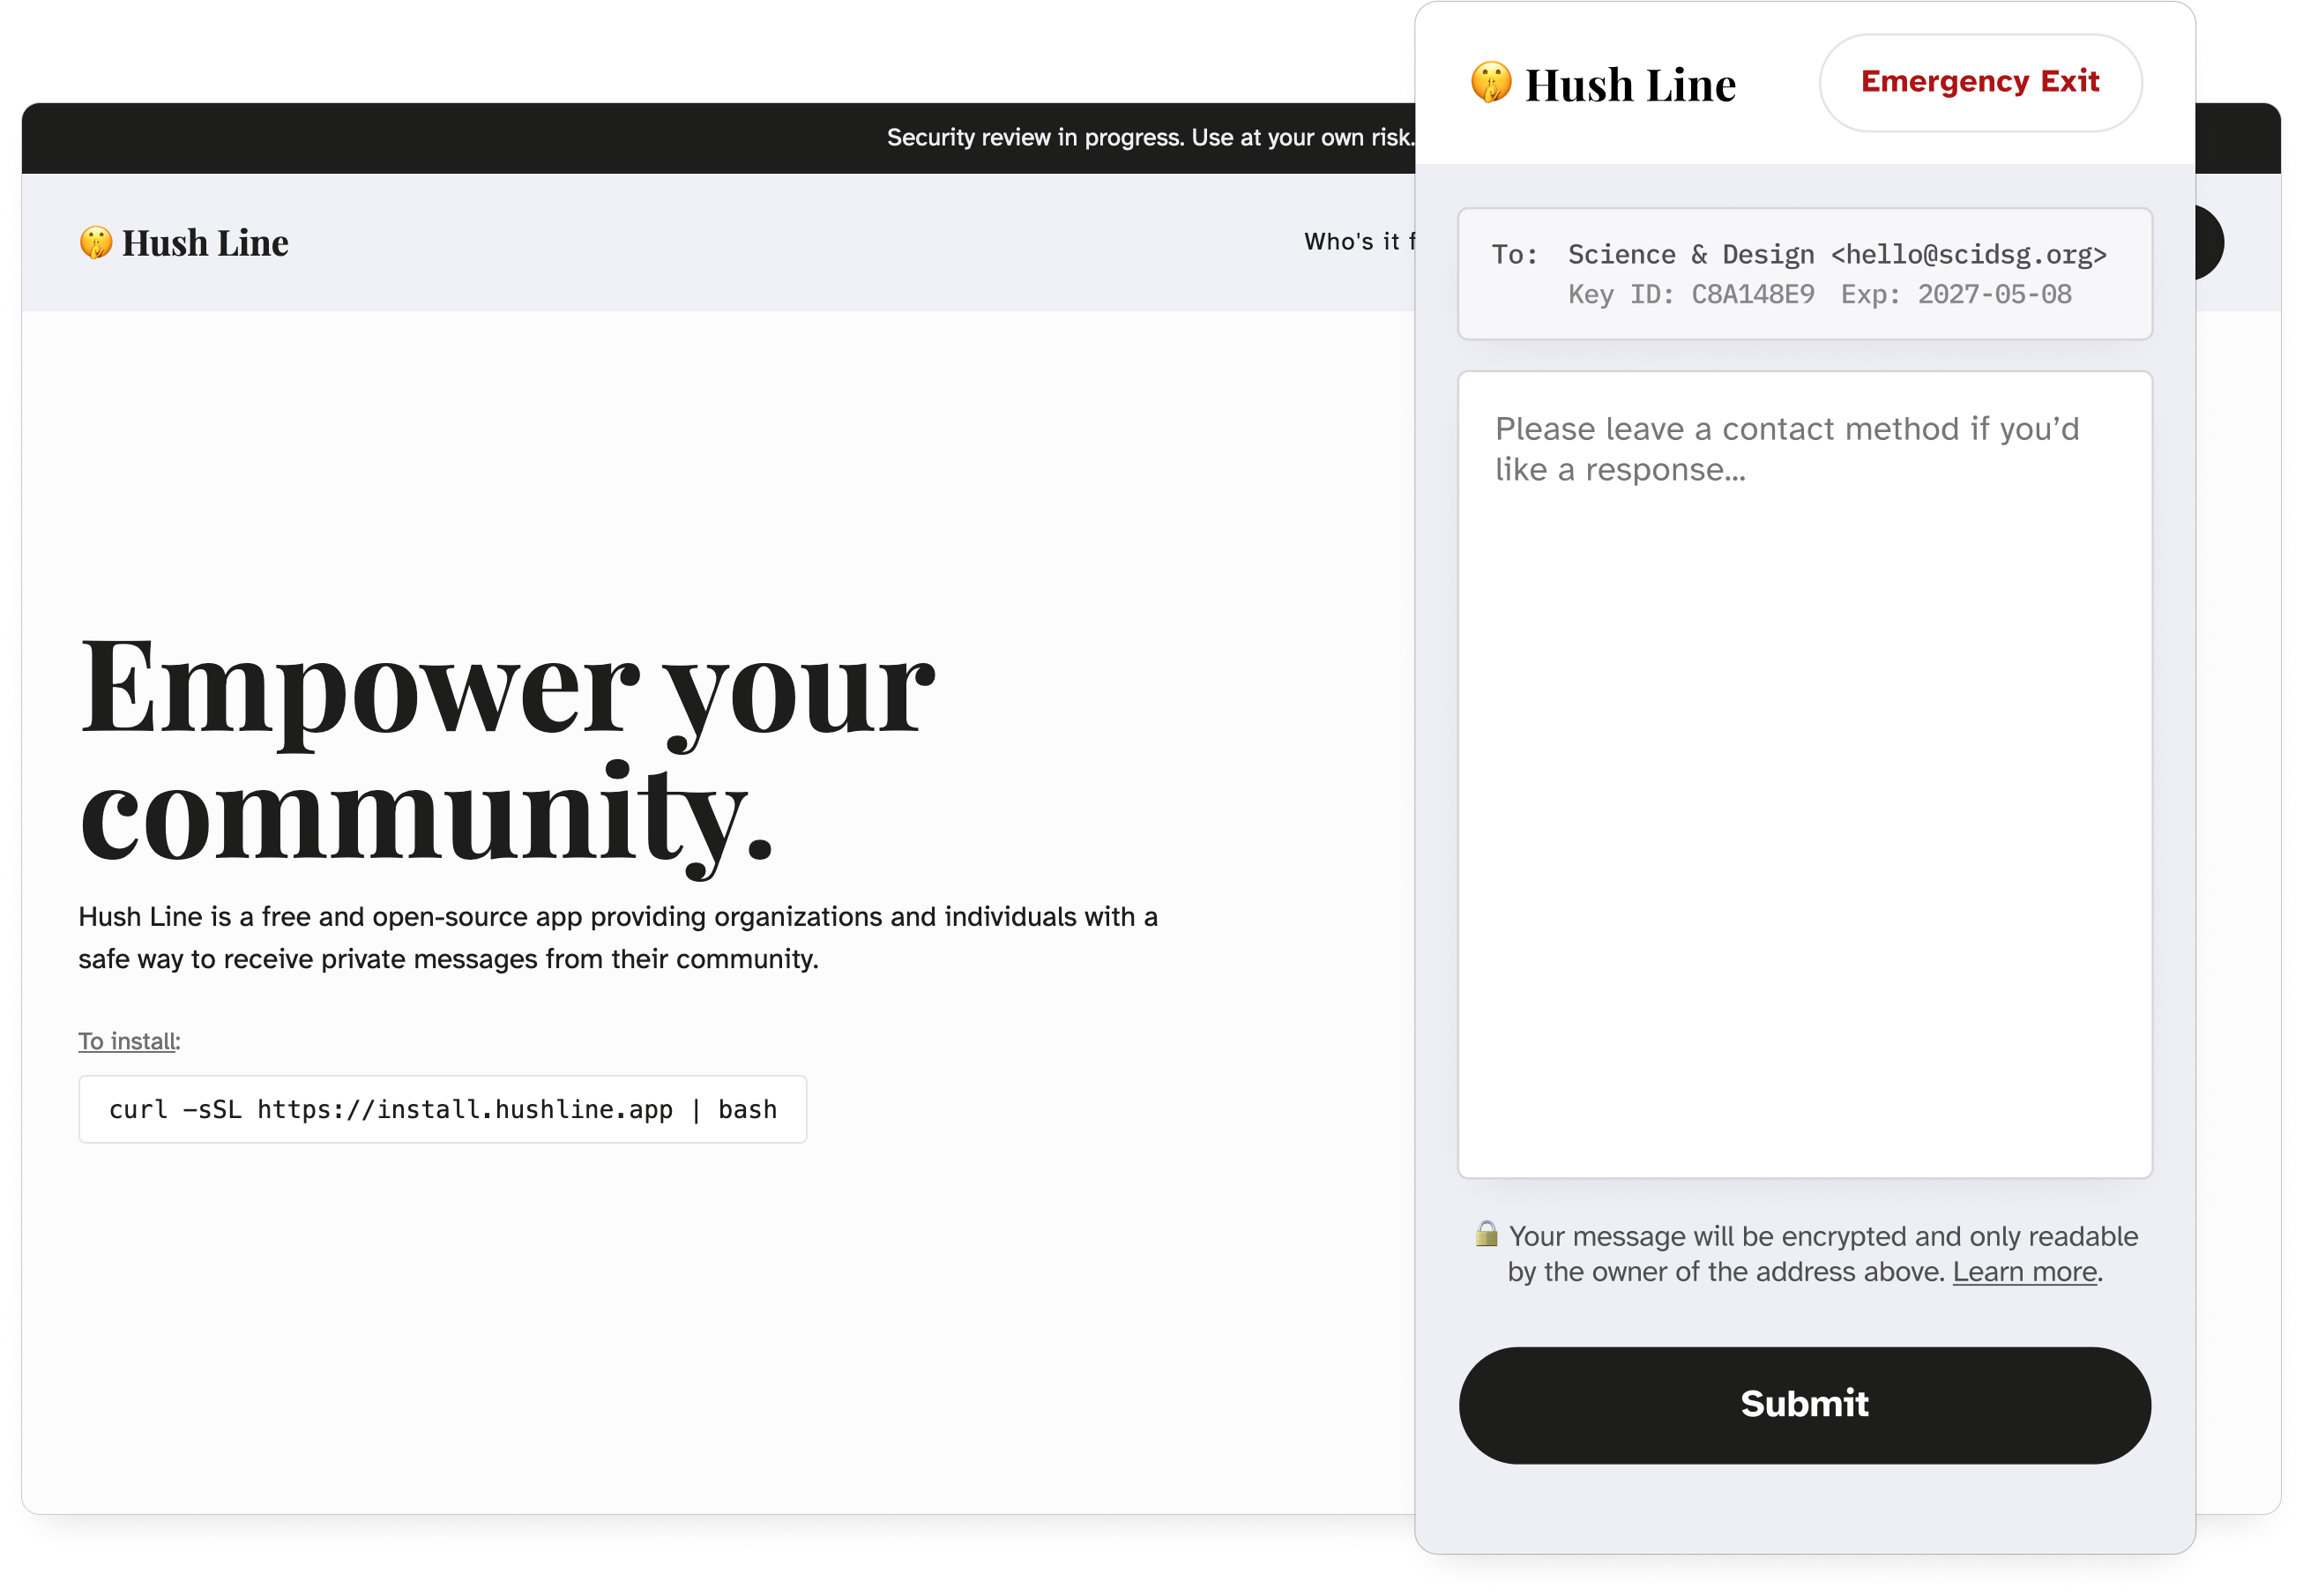 Security review in progress. Use at your own risk.
Hush Line
Who's it
Empower your
community.
Hush Line is a free and open-source app providing organizations and individuals with a
safe way to receive private messages from their community.
To install:
curl -sSL https://install.hushline.app | bash
Hush Line
Emergency Exit
To: Science & Design <hello@scidsg.org>
Key ID: C8A148E9 Exp: 2027-05-08
Please leave a contact method if you’d
like a response…
Your message will be encrypted and only readable
by the owner of the address above. Learn more.
Submit